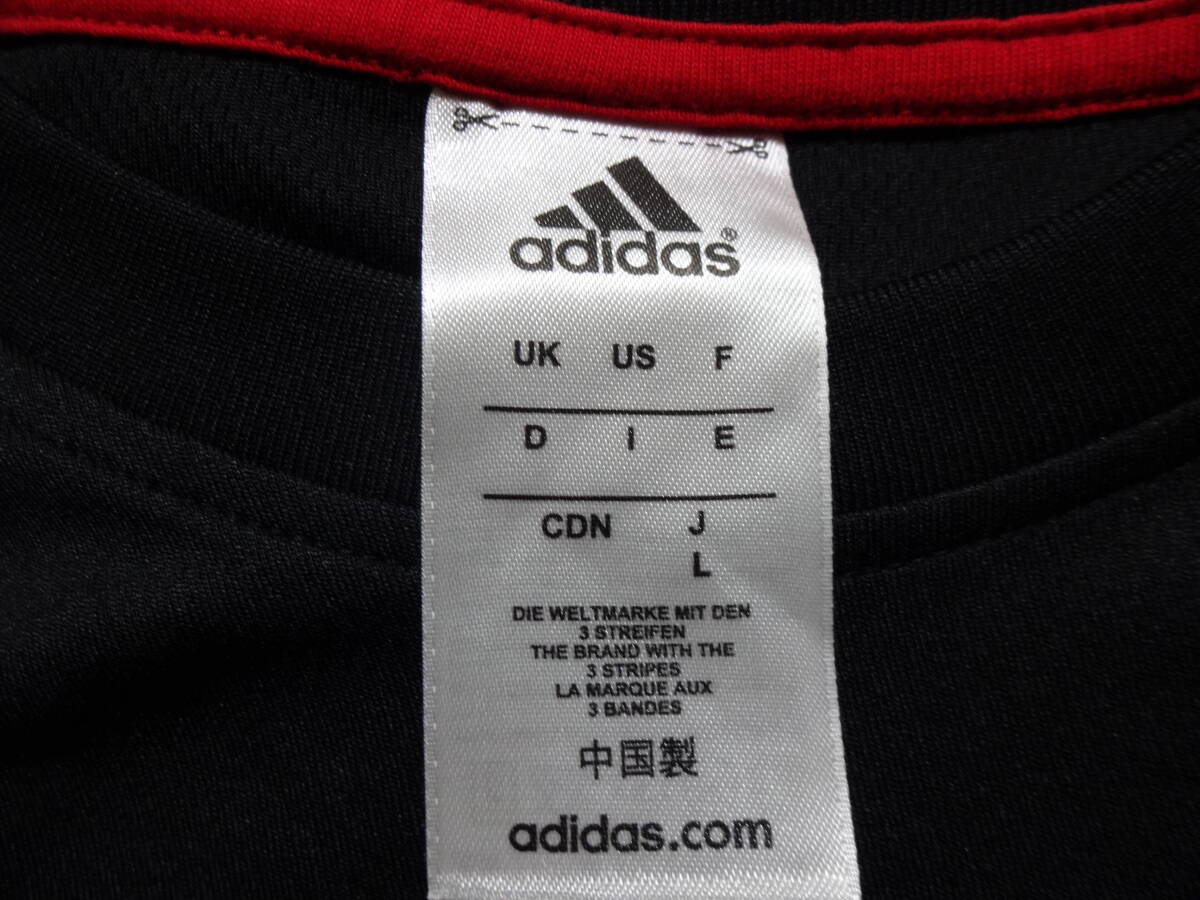 adidas®
UK US F
D I E
CDN J
L
DIE WELTMARKE MIT DEN
3 STREIFEN
THE BRAND WITH THE
3 STRIPES
LA MARQUE AUX
3 BANDES
中国製
adidas.com